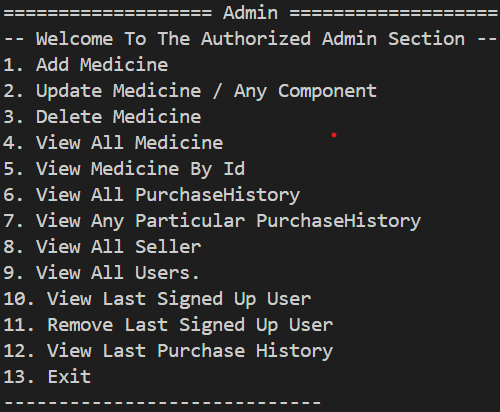 =================== Admin ===================
-- Welcome To The Authorized Admin Section --
1. Add Medicine
2. Update Medicine / Any Component
3. Delete Medicine
4. View All Medicine
5. View Medicine By Id
6. View All PurchaseHistory
7. View Any Particular PurchaseHistory
8. View All Seller
9. View All Users.
10. View Last Signed Up User
11. Remove Last Signed Up User
12. View Last Purchase History
13. Exit
-----------------------------